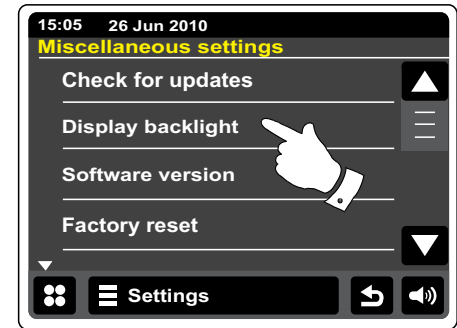 15:05 26 Jun 2010
Miscellaneous settings
Check for updates
Display backlight
Software version
Factory reset
Settings